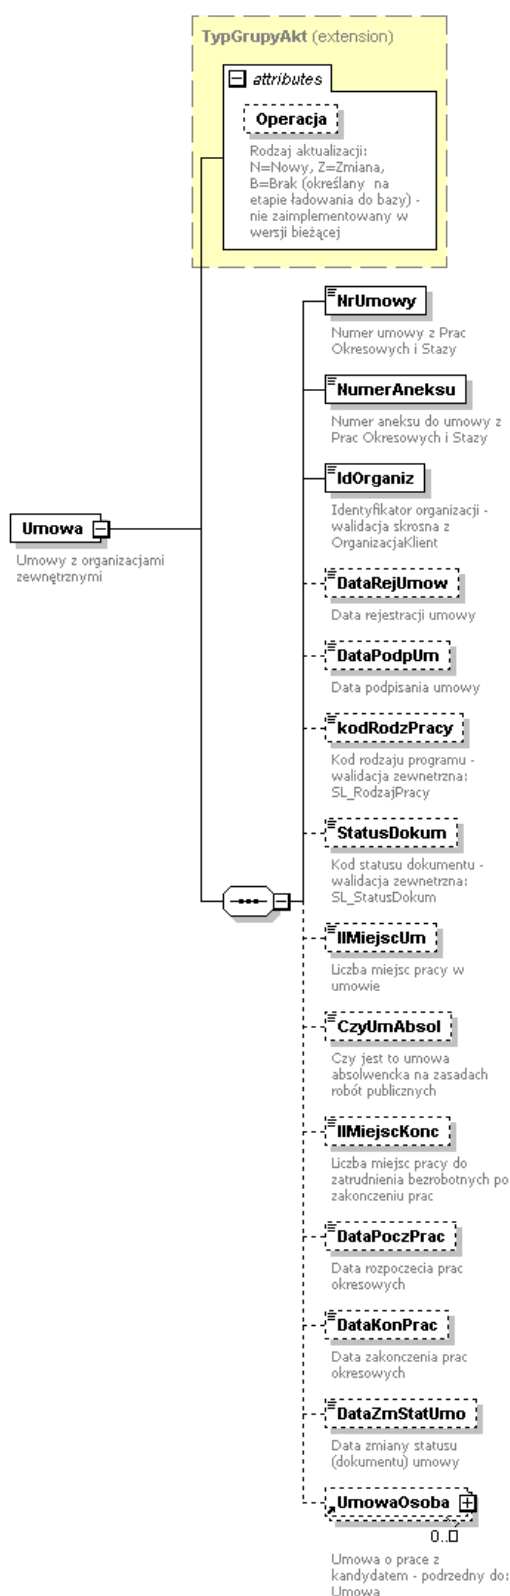 TypGrupyAkt (extension)
attributes
Operacja
Rodzaj aktualizacji:
N=Nowy, Z=Zmiana,
B=Brak (określany na
etapie ładowania do bazy) -
nie zaimplementowany w
wersji bieżącej
NrUmowy
Numer umowy z Prac
Okresowych i Stazy
NumerAneksu
Numer aneksu do umowy z
Prac Okresowych i Stazy
IdOrganiz
Identyfikator organizacji -
walidacja skrosna z
OrganizacjaKlient
Umowa
Umowy z organizacjami
zewnętrznymi
DataRejUmow
Data rejestracji umowy
DataPodpUm
Data podpisania umowy
kodRodzPracy
Kod rodzaju programu -
walidacja zewnetrzna:
SL_RodzajPracy
StatusDokum
Kod statusu dokumentu -
walidacja zewnetrzna:
SL_StatusDokum
IlMiejscUm
Liczba miejsc pracy w
umowie
CzyUmAbsol
Czy jest to umowa
absolwencka na zasadach
robót publicznych
IlMiejscKonc
Liczba miejsc pracy do
zatrudnienia bezrobotnych po
zakonczeniu prac
DataPoczPrac
Data rozpoczecia prac
okresowych
DataKonPrac
Data zakonczenia prac
okresowych
DataZmStatUmo
Data zmiany statusu
(dokumentu) umowy
UmowaOsoba
0..□
Umowa o prace z
kandydatem - podrzedny do:
Umowa